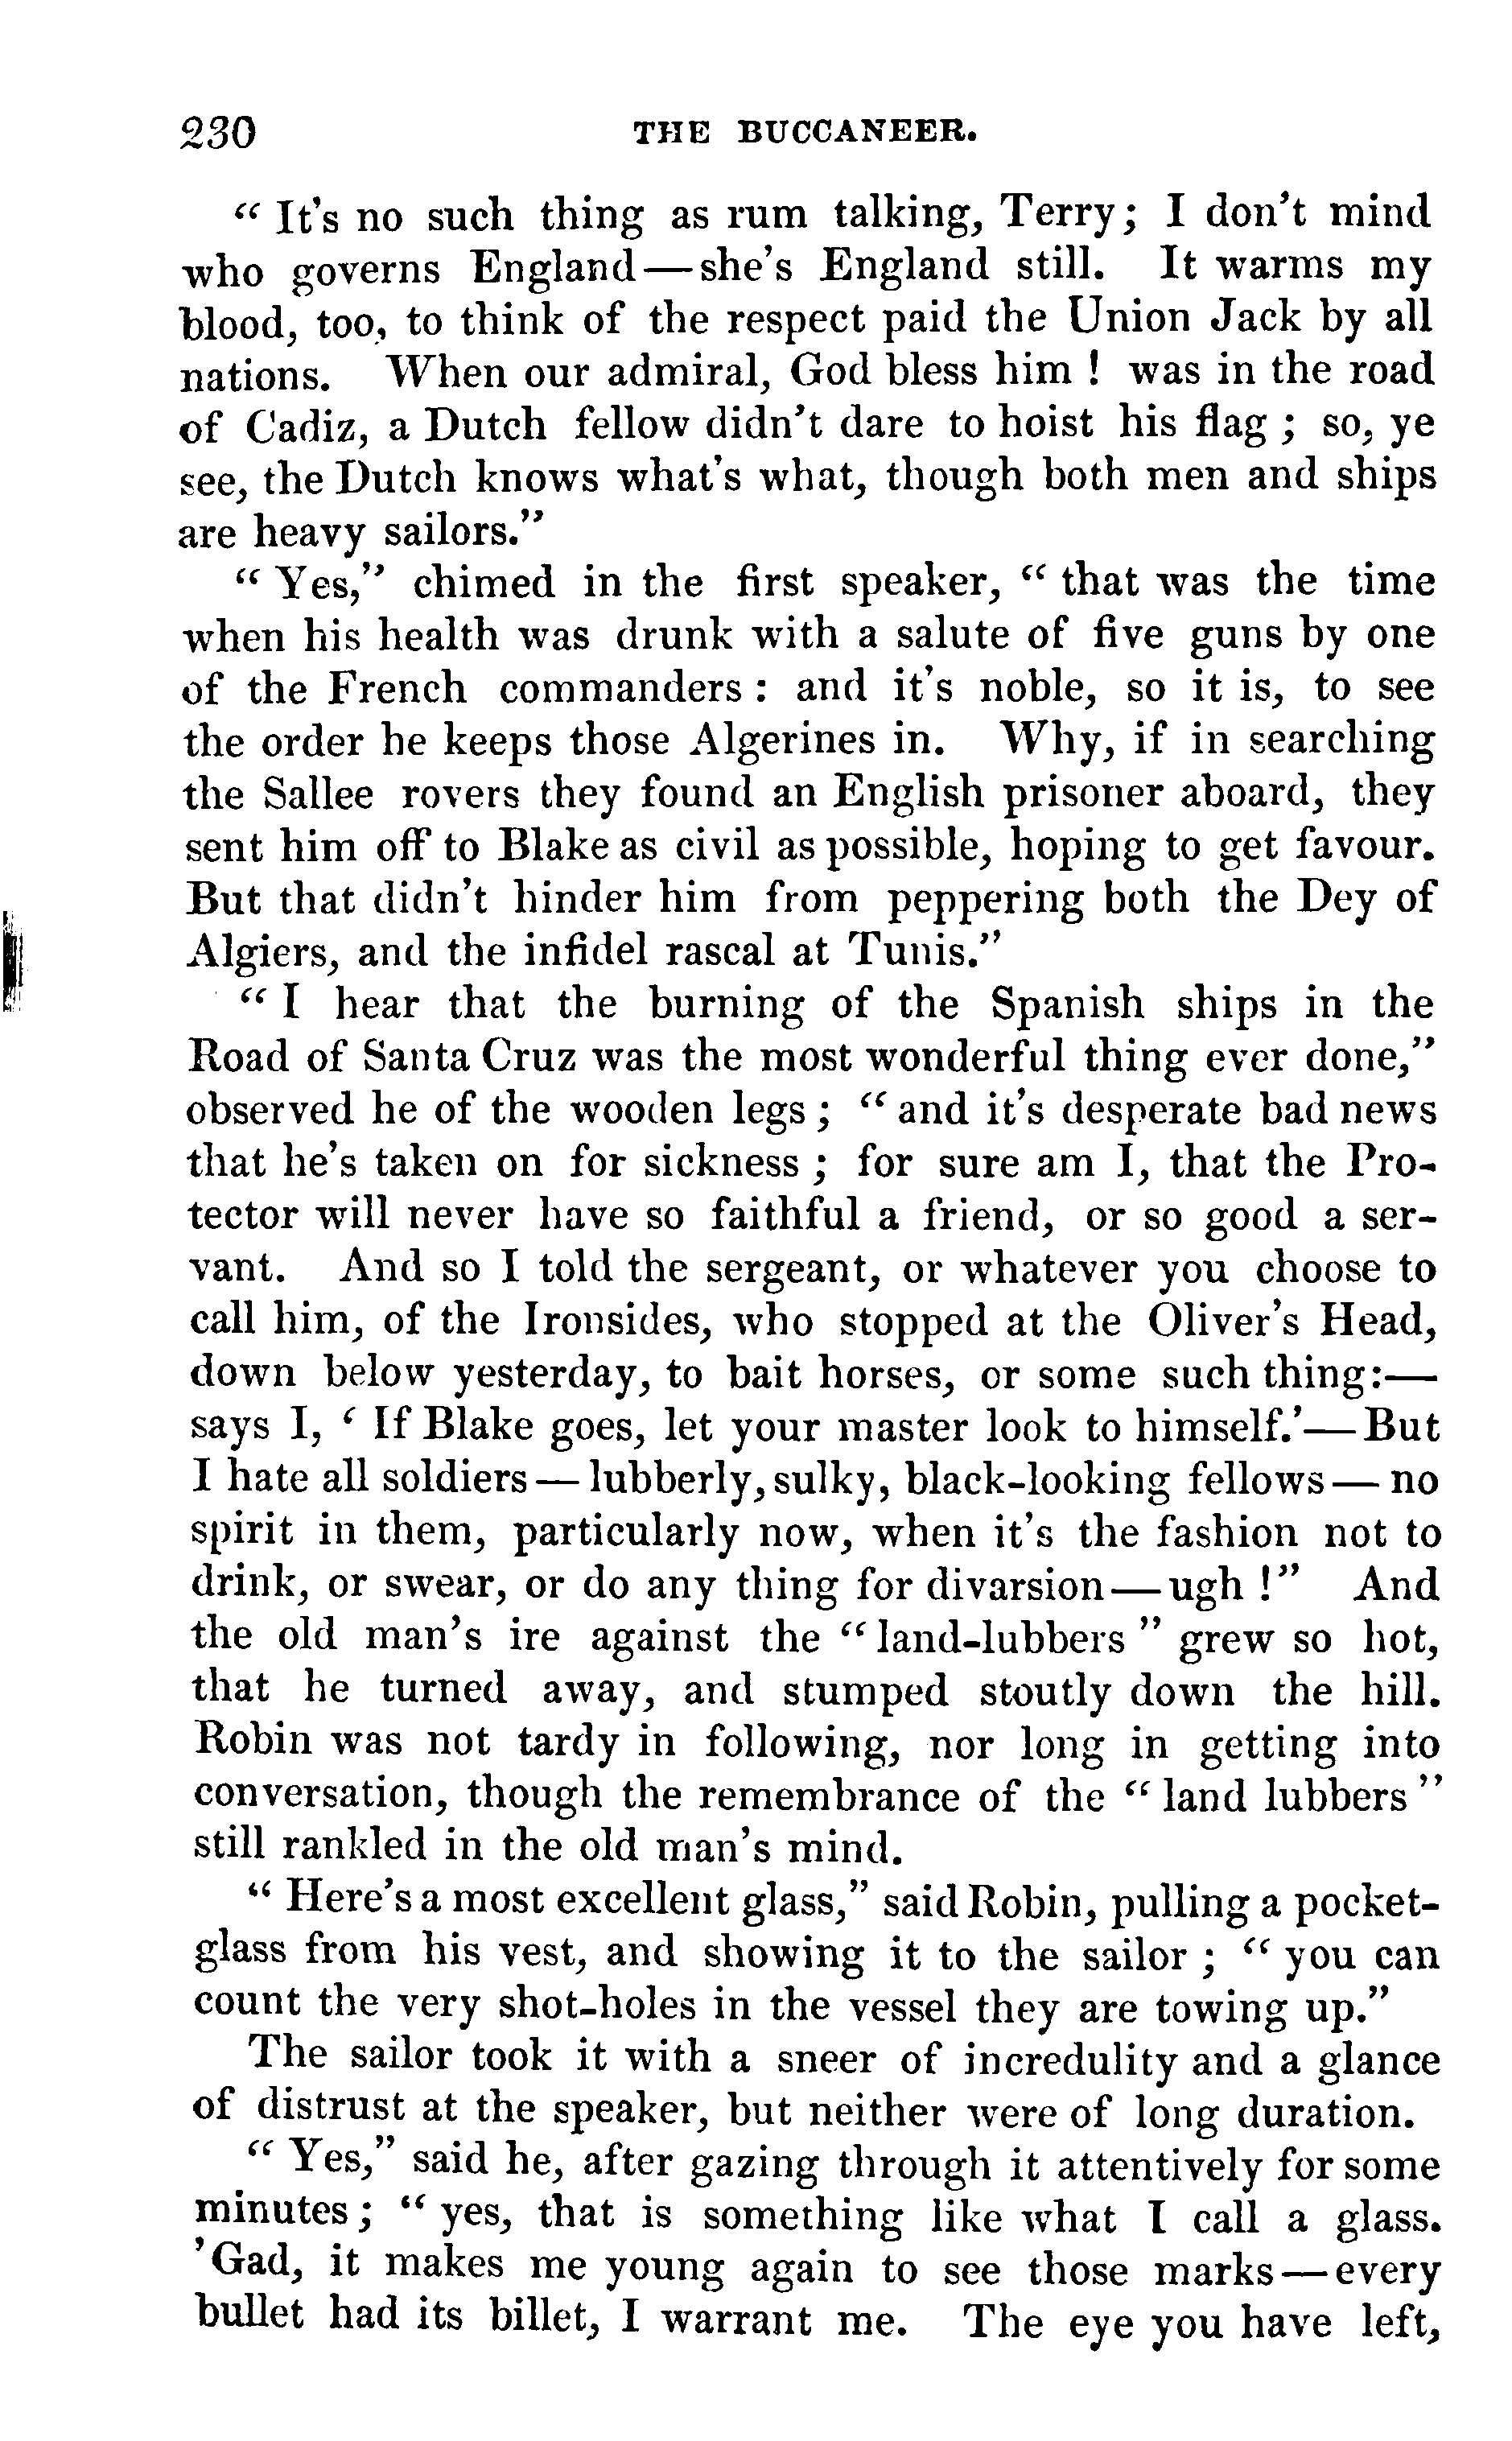 230 THE BUCCANEER.
“ It's no such thing as rum talking, Terry; I don't mind
who governs England—she's England still. It warms my
blood, too, to think of the respect paid the Union Jack by all
nations. When our admiral, God bless him ! was in the road
of Cadiz, a Dutch fellow didn't dare to hoist his flag ; so, ye
see, the Dutch knows what's what, though both men and ships
are heavy sailors.”
“ Yes,” chimed in the first speaker, “ that was the time
when his health was drunk with a salute of five guns by one
of the French commanders : and it's noble, so it is, to see
the order he keeps those Algerines in. Why, if in searching
the Sallee rovers they found an English prisoner aboard, they
sent him off to Blake as civil as possible, hoping to get favour.
But that didn't hinder him from peppering both the Dey of
Algiers, and the infidel rascal at Tunis.”
“ I hear that the burning of the Spanish ships in the
Road of Santa Cruz was the most wonderful thing ever done,”
observed he of the wooden legs ; “ and it's desperate bad news
that he's taken on for sickness ; for sure am I, that the Pro-
tector will never have so faithful a friend, or so good a ser-
vant. And so I told the sergeant, or whatever you choose to
call him, of the Ironsides, who stopped at the Oliver's Head,
down below yesterday, to bait horses, or some such thing:—
says I, ‘ If Blake goes, let your master look to himself.’—But
I hate all soldiers — lubberly, sulky, black-looking fellows — no
spirit in them, particularly now, when it's the fashion not to
drink, or swear, or do any thing for divarsion—ugh !” And
the old man's ire against the “ land-lubbers ” grew so hot,
that he turned away, and stumped stoutly down the hill.
Robin was not tardy in following, nor long in getting into
conversation, though the remembrance of the “ land lubbers ”
still rankled in the old man's mind.
“ Here's a most excellent glass,” said Robin, pulling a pocket-
glass from his vest, and showing it to the sailor ; “ you can
count the very shot-holes in the vessel they are towing up.”
The sailor took it with a sneer of incredulity and a glance
of distrust at the speaker, but neither were of long duration.
“ Yes,” said he, after gazing through it attentively for some
minutes ; “ yes, that is something like what I call a glass.
’Gad, it makes me young again to see those marks — every
bullet had its billet, I warrant me. The eye you have left,